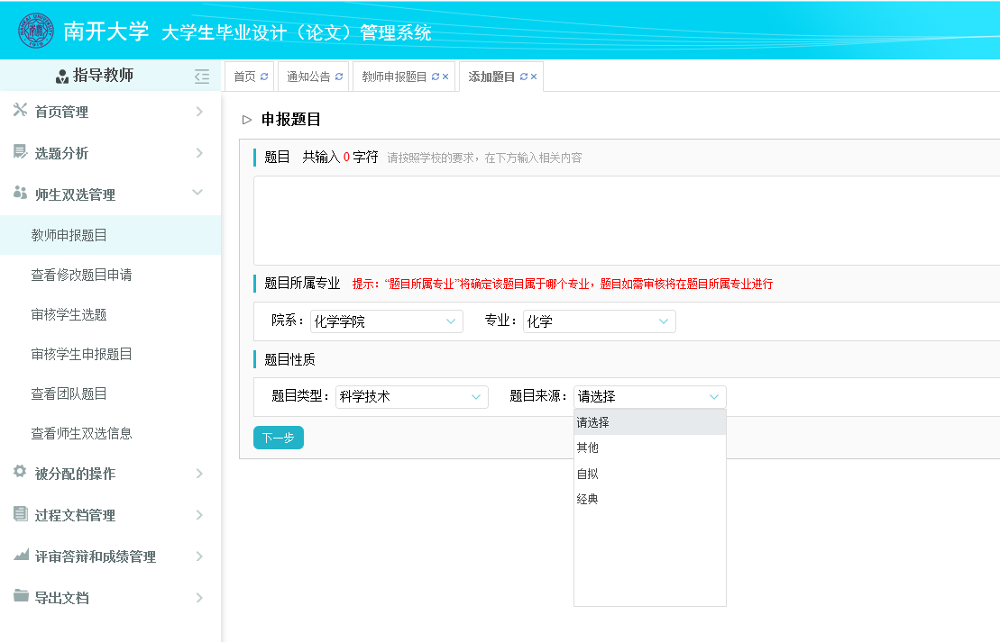 南开大学 大学生毕业设计（论文）管理系统
指导教师
首页 通知公告 教师申报题目 添加题目
首页管理
选题分析
师生双选管理
教师申报题目
查看修改题目申请
审核学生选题
审核学生申报题目
查看团队题目
查看师生双选信息
被分配的操作
过程文档管理
评审答辩和成绩管理
导出文档
申报题目
题目 共输入 0 字符 请按照学校的要求，在下方输入相关内容
题目所属专业 提示：“题目所属专业”将确定该题目属于哪个专业，题目如需审核将在题目所属专业进行
院系： 化学学院 专业： 化学
题目性质
题目类型： 科学技术 题目来源： 请选择
请选择
其他
自拟
经典
下一步